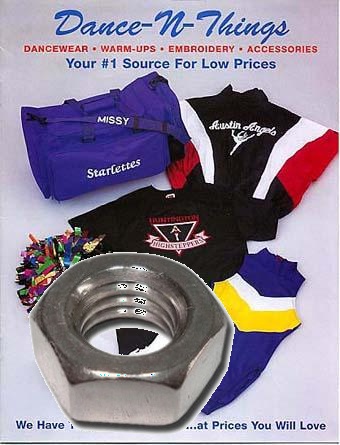 Dance-N-Things
DANCEWEAR • WARM-UPS • EMBROIDERY • ACCESSORIES
Your #1 Source For Low Prices
MISSY
Starlettes
Austin Angels
HUNTINGTON
A
HIGHSTEPPERS
We Have ...at Prices You Will Love